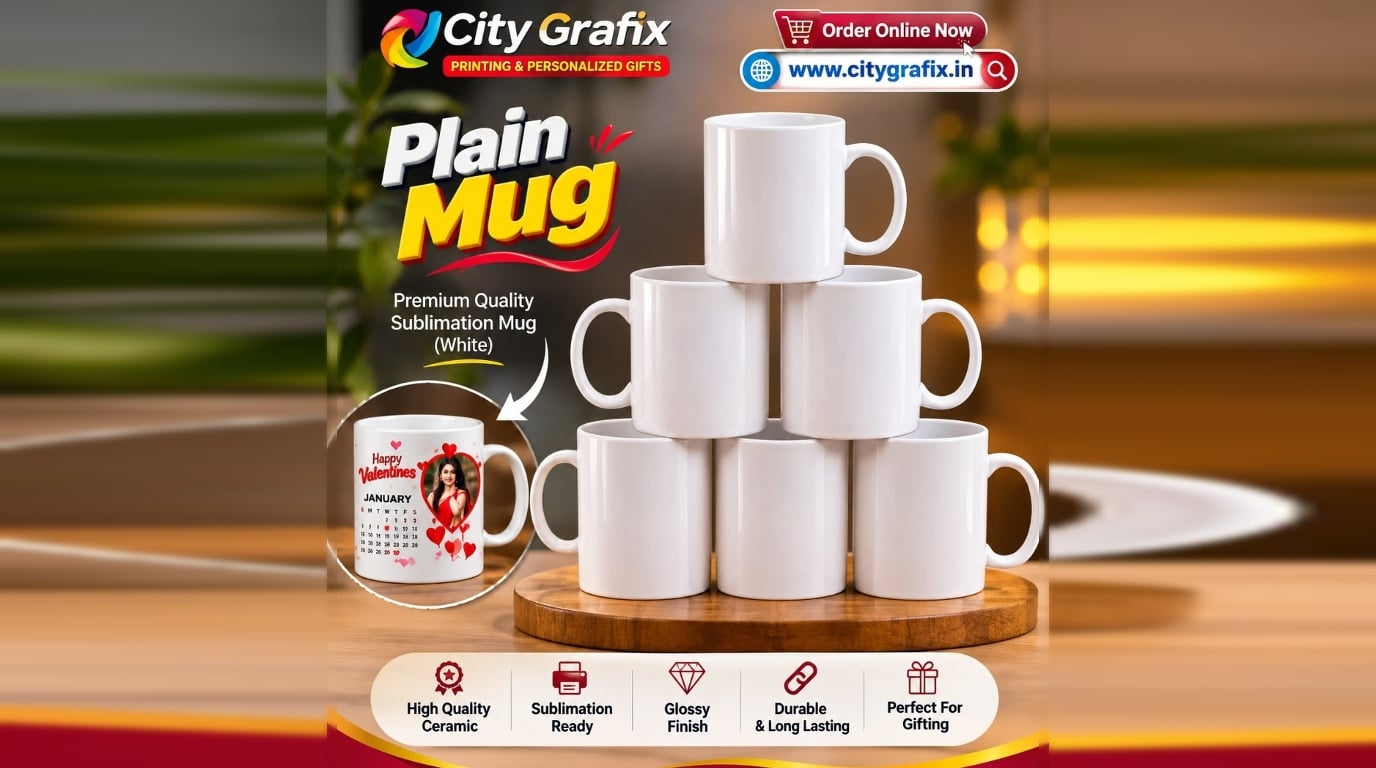 City Grafix
PRINTING & PERSONALIZED GIFTS
Order Online Now
www.citygrafix.in
Plain
Mug
Premium Quality
Sublimation Mug
(White)
Happy
Valentines
JANUARY
S M T W T F S
High Quality
Ceramic
Sublimation
Ready
Glossy
Finish
Durable
& Long Lasting
Perfect For
Gifting